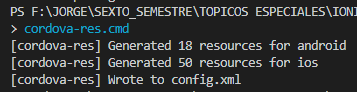 PS F:\JORGE\SEXTO_SEMESTRE\TOPICOS ESPECIALES\IONI
> cordova-res.cmd
[cordova-res] Generated 18 resources for android
[cordova-res] Generated 50 resources for ios
[cordova-res] Wrote to config.xml